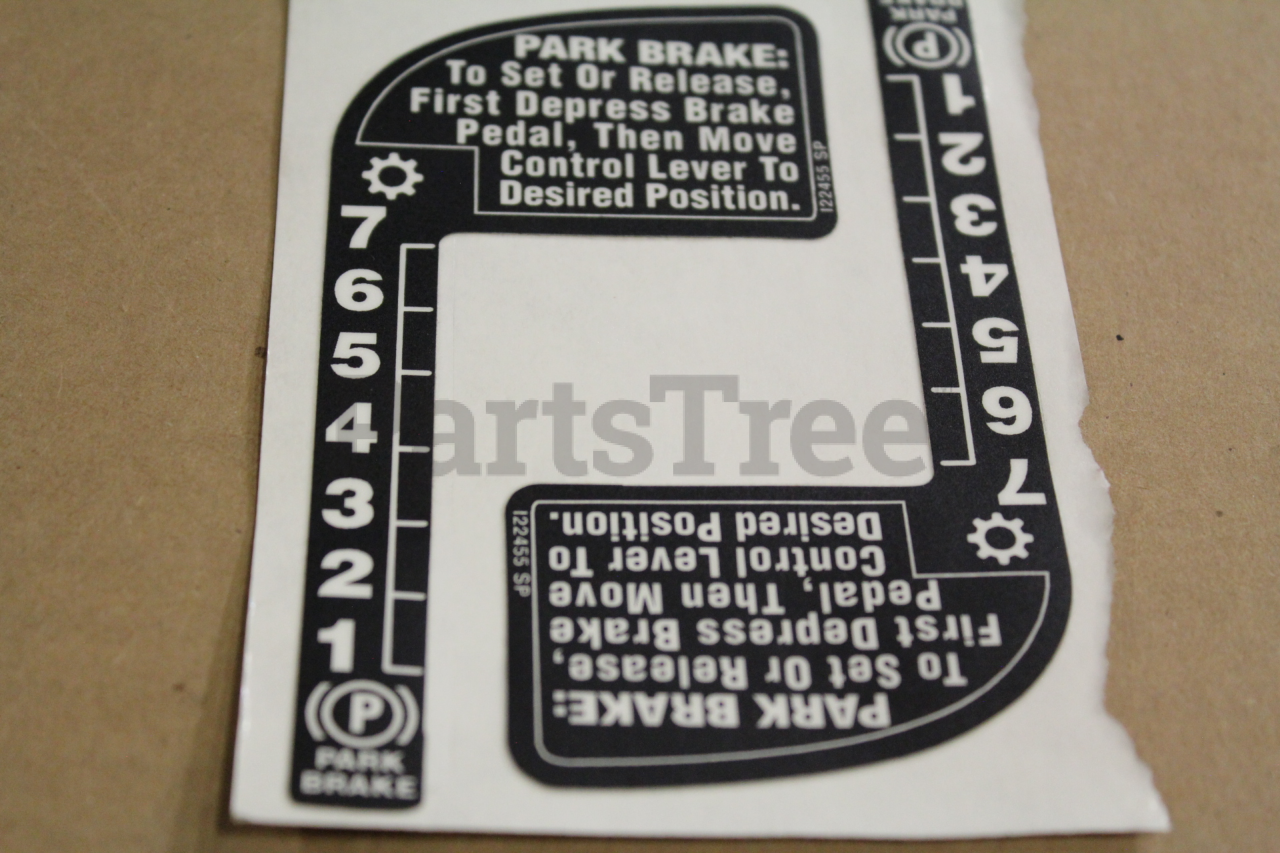 PARK BRAKE:
To Set Or Release,
First Depress Brake
Pedal, Then Move
Control Lever To
Desired Position.
122455 SP
7
6
5
4
3
2
1
P
PARK
BRAKE
PartsTree
PARK
BRAKE
P
1
2
3
4
5
6
7
PARK BRAKE:
To Set Or Release,
First Depress Brake
Pedal, Then Move
Control Lever To
Desired Position.
122455 SP